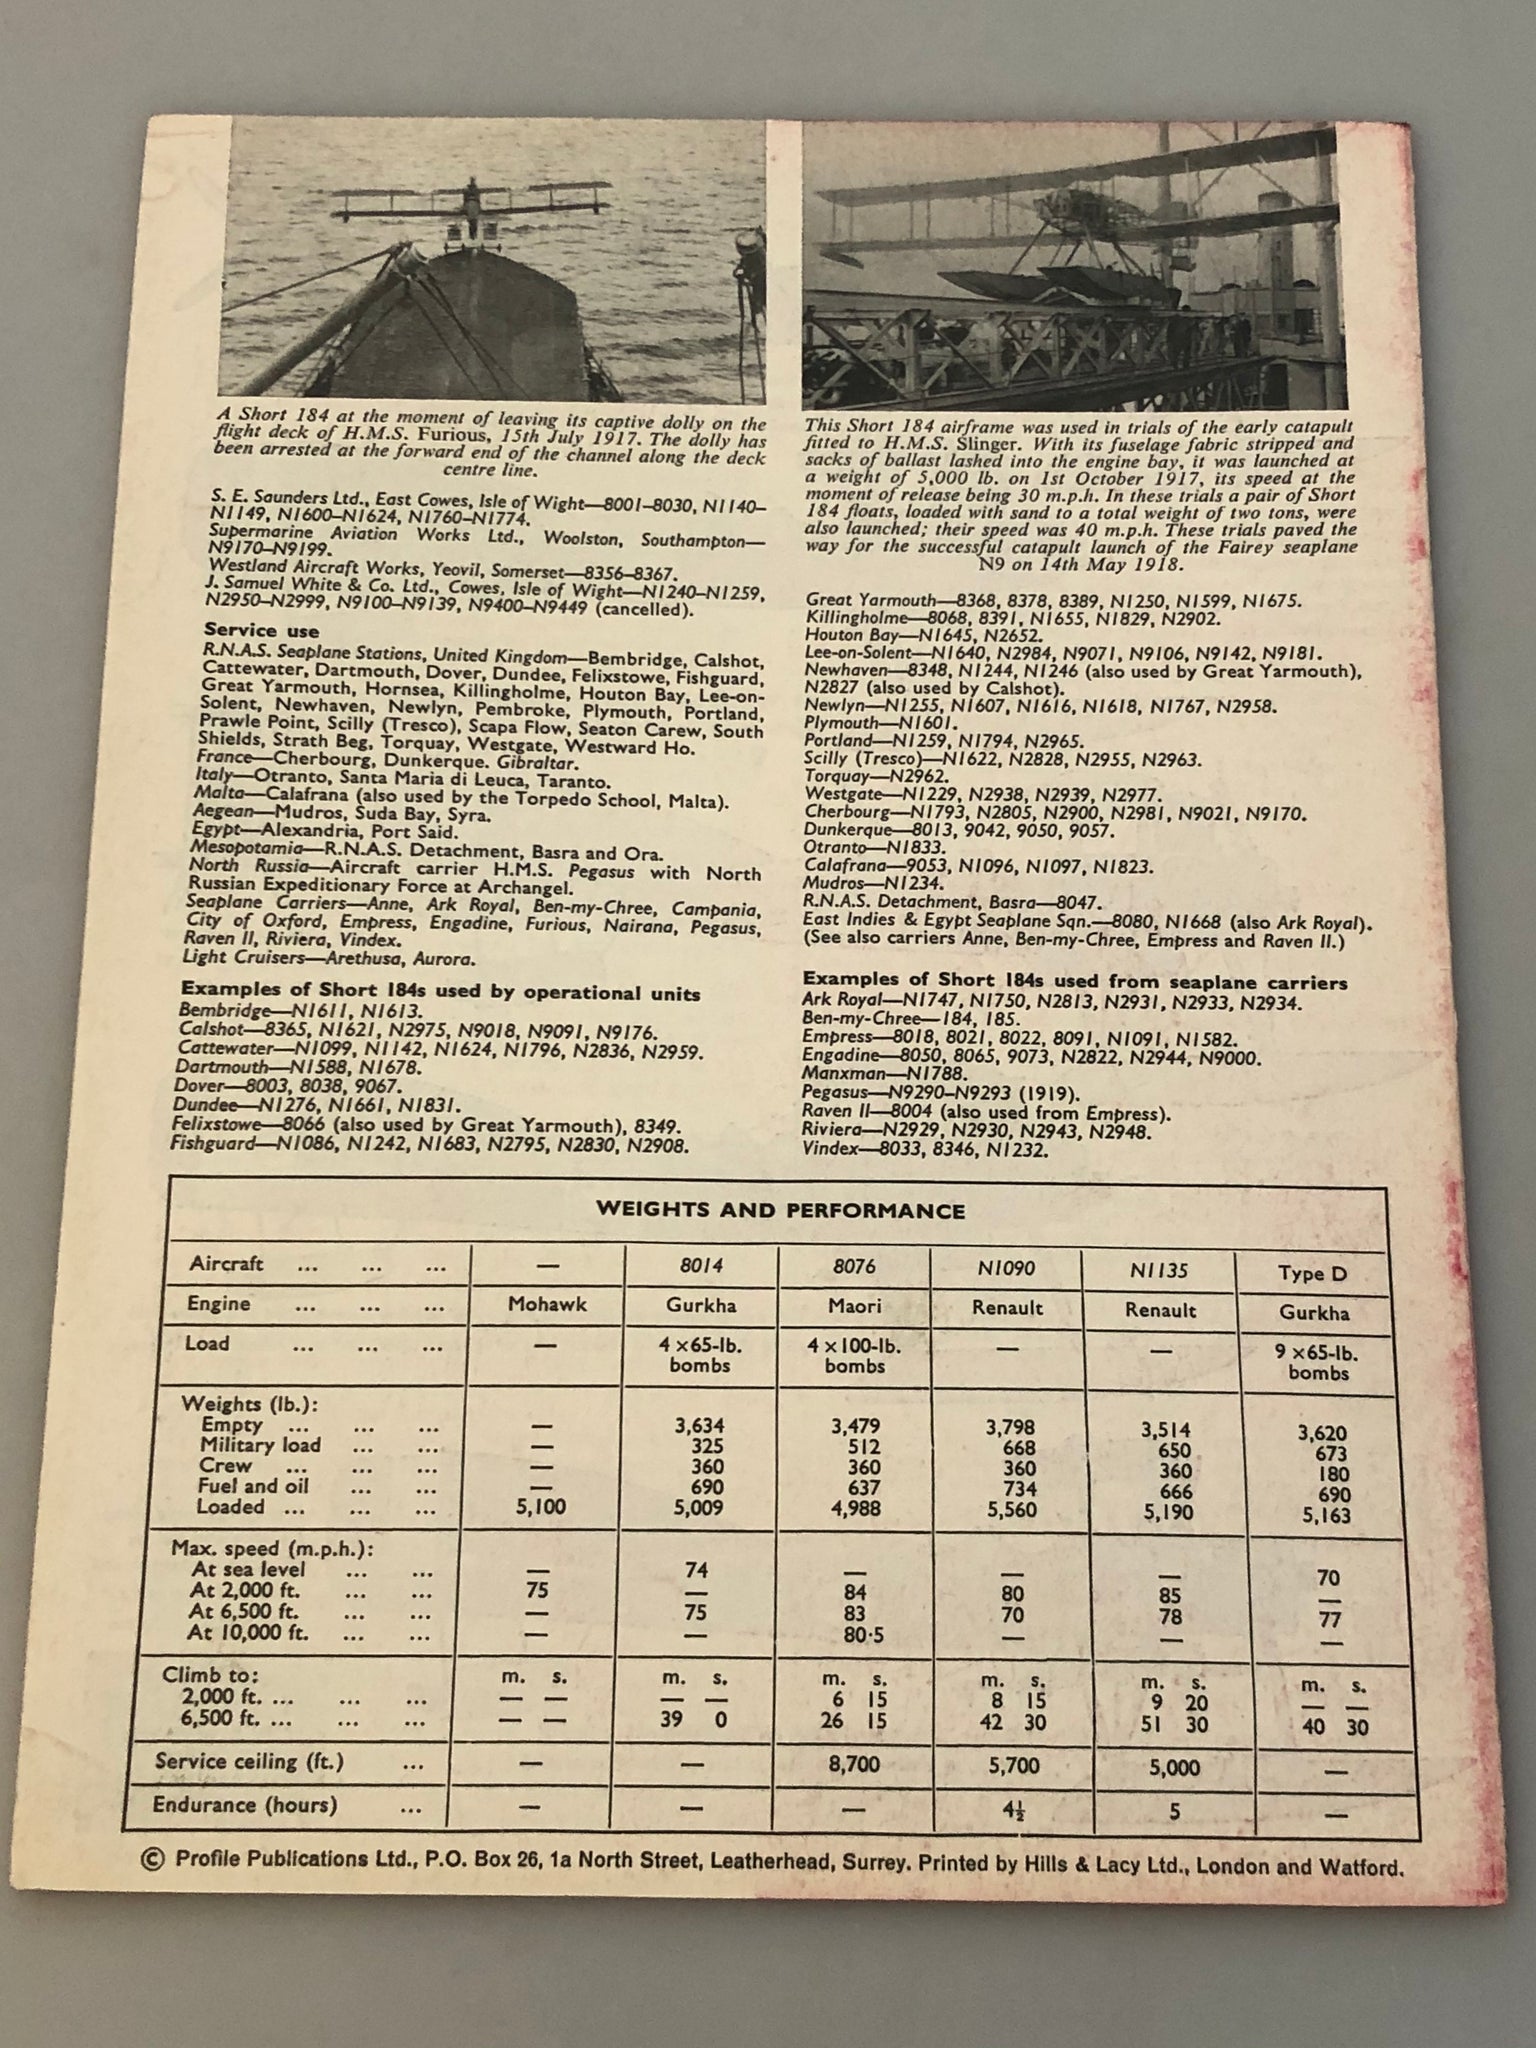 A Short 184 at the moment of leaving its captive dolly on the
flight deck of H.M.S. Furious, 15th July 1917. The dolly has
been arrested at the forward end of the channel along the deck
centre line.
S. E. Saunders Ltd., East Cowes, Isle of Wight—8001–8030, N1140–
N1149, N1600–N1624, N1760–N1774.
Supermarine Aviation Works Ltd., Woolston, Southampton—
N9170–N9199.
Westland Aircraft Works, Yeovil, Somerset—8356–8367.
J. Samuel White & Co. Ltd., Cowes, Isle of Wight—N1240–N1259,
N2950–N2999, N9100–N9139, N9400–N9449 (cancelled).
Service use
R.N.A.S. Seaplane Stations, United Kingdom—Bembridge, Calshot,
Cattewater, Dartmouth, Dover, Dundee, Felixstowe, Fishguard,
Great Yarmouth, Hornsea, Killingholme, Houton Bay, Lee-on-
Solent, Newhaven, Newlyn, Pembroke, Plymouth, Portland,
Prawle Point, Scilly (Tresco), Scapa Flow, Seaton Carew, South
Shields, Strath Beg, Torquay, Westgate, Westward Ho.
France—Cherbourg, Dunkerque. Gibraltar.
Italy—Otranto, Santa Maria di Leuca, Taranto.
Malta—Calafrana (also used by the Torpedo School, Malta).
Aegean—Mudros, Suda Bay, Syra.
Egypt—Alexandria, Port Said.
Mesopotamia—R.N.A.S. Detachment, Basra and Ora.
North Russia—Aircraft carrier H.M.S. Pegasus with North
Russian Expeditionary Force at Archangel.
Seaplane Carriers—Anne, Ark Royal, Ben-my-Chree, Campania,
City of Oxford, Empress, Engadine, Furious, Nairana, Pegasus,
Raven II, Riviera, Vindex.
Light Cruisers—Arethusa, Aurora.
Examples of Short 184s used by operational units
Bembridge—N1611, N1613.
Calshot—8365, N1621, N2975, N9018, N9091, N9176.
Cattewater—N1099, N1142, N1624, N1796, N2836, N2959.
Dartmouth—N1588, N1678.
Dover—8003, 8038, 9067.
Dundee—N1276, N1661, N1831.
Felixstowe—8066 (also used by Great Yarmouth), 8349.
Fishguard—N1086, N1242, N1683, N2795, N2830, N2908.
This Short 184 airframe was used in trials of the early catapult
fitted to H.M.S. Slinger. With its fuselage fabric stripped and
sacks of ballast lashed into the engine bay, it was launched at
a weight of 5,000 lb. on 1st October 1917, its speed at the
moment of release being 30 m.p.h. In these trials a pair of Short
184 floats, loaded with sand to a total weight of two tons, were
also launched; their speed was 40 m.p.h. These trials paved the
way for the successful catapult launch of the Fairey seaplane
N9 on 14th May 1918.
Great Yarmouth—8368, 8378, 8389, N1250, N1599, N1675.
Killingholme—8068, 8391, N1655, N1829, N2902.
Houton Bay—N1645, N2652.
Lee-on-Solent—N1640, N2984, N9071, N9106, N9142, N9181.
Newhaven—8348, N1244, N1246 (also used by Great Yarmouth),
N2827 (also used by Calshot).
Newlyn—N1255, N1607, N1616, N1618, N1767, N2958.
Plymouth—N1601.
Portland—N1259, N1794, N2965.
Scilly (Tresco)—N1622, N2828, N2955, N2963.
Torquay—N2962.
Westgate—N1229, N2938, N2939, N2977.
Cherbourg—N1793, N2805, N2900, N2981, N9021, N9170.
Dunkerque—8013, 9042, 9050, 9057.
Otranto—N1833.
Calafrana—9053, N1096, N1097, N1823.
Mudros—N1234.
R.N.A.S. Detachment, Basra—8047.
East Indies & Egypt Seaplane Sqn.—8080, N1668 (also Ark Royal).
(See also carriers Anne, Ben-my-Chree, Empress and Raven II.)
Examples of Short 184s used from seaplane carriers
Ark Royal—N1747, N1750, N2813, N2931, N2933, N2934.
Ben-my-Chree—184, 185.
Empress—8018, 8021, 8022, 8091, N1091, N1582.
Engadine—8050, 8065, 9073, N2822, N2944, N9000.
Manxman—N1788.
Pegasus—N9290–N9293 (1919).
Raven II—8004 (also used from Empress).
Riviera—N2929, N2930, N2943, N2948.
Vindex—8033, 8346, N1232.
WEIGHTS AND PERFORMANCE
Aircraft ... ... ... — 8014 8076 N1090 N1135 Type D
Engine ... ... ... Mohawk Gurkha Maori Renault Renault Gurkha
Load ... ... ... — 4 x 65-lb. 4 x 100-lb. — — 9 x 65-lb.
bombs bombs bombs
Weights (lb.):
Empty ... ... ... — 3,634 3,479 3,798 3,514 3,620
Military load ... ... — 325 512 668 650 673
Crew ... ... ... — 360 360 360 360 180
Fuel and oil ... ... — 690 637 734 666 690
Loaded ... ... ... 5,100 5,009 4,988 5,560 5,190 5,163
Max. speed (m.p.h.):
At sea level ... ... — 74 — — — 70
At 2,000 ft. ... ... 75 — 84 80 85 —
At 6,500 ft. ... ... — 75 83 70 78 77
At 10,000 ft. ... ... — — 80·5 — — —
Climb to: m. s. m. s. m. s. m. s. m. s. m. s.
2,000 ft. ... ... ... — — — — 6 15 8 15 9 20 — —
6,500 ft. ... ... ... — — 39 0 26 15 42 30 51 30 40 30
Service ceiling (ft.) ... — — 8,700 5,700 5,000 —
Endurance (hours) ... — — — 4½ 5 —
© Profile Publications Ltd., P.O. Box 26, 1a North Street, Leatherhead, Surrey. Printed by Hills & Lacy Ltd., London and Watford.